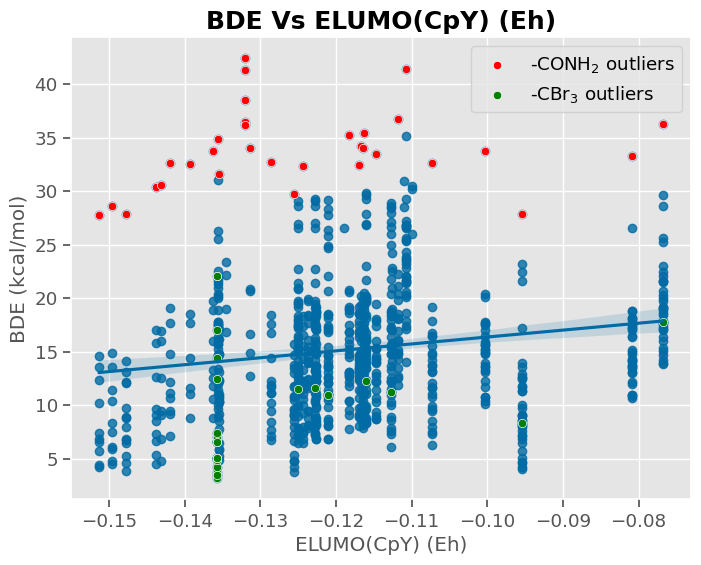 BDE Vs ELUMO(CpY) (Eh)
-CONH₂ outliers
-CBr₃ outliers
BDE (kcal/mol)
40
35
30
25
20
15
10
5
−0.15 −0.14 −0.13 −0.12 −0.11 −0.10 −0.09 −0.08
ELUMO(CpY) (Eh)